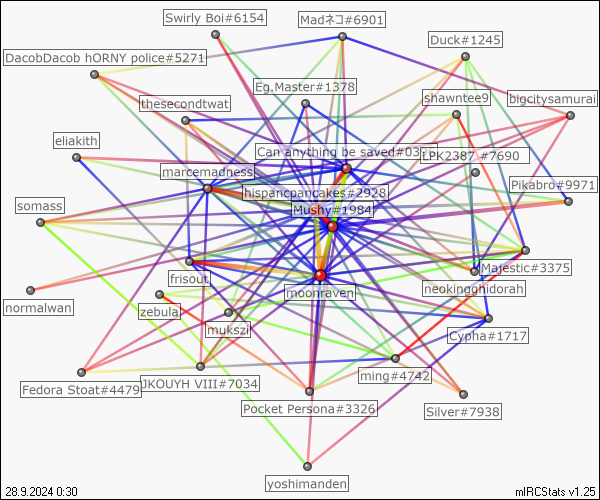 Swirly Boi#6154
Madネコ#6901
Duck#1245
DacobDacob hORNY police#5271
Eg.Master#1378
thesecondtwat
shawntee9
bigcitysamurai
eliakith
Can anything be saved#03
LPK2387 #7690
marcemadness
hispancpancakes#2928
Pikabro#9971
somass
Mushy#1984
Majestic#3375
frisout
moonraven
neokingghidorah
normalwan
zebula
mukszi
Cypha#1717
Fedora Stoat#4479
JKOUYH VIII#7034
ming#4742
Pocket Persona#3326
Silver#7938
yoshimanden
28.9.2024 0:30
mIRCStats v1.25